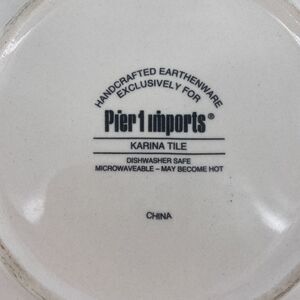 HANDCRAFTED EARTHENWARE
EXCLUSIVELY FOR
Pier 1 imports®
KARINA TILE
DISHWASHER SAFE
MICROWAVEABLE – MAY BECOME HOT
CHINA